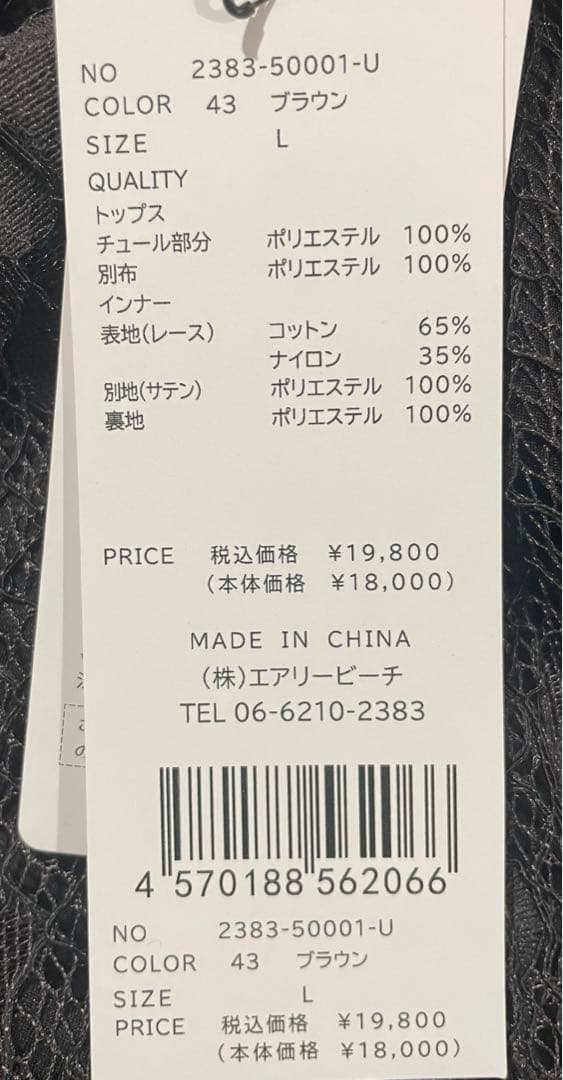 NO 2383-50001-U
COLOR 43 ブラウン
SIZE L
QUALITY
トップス
チュール部分 ポリエステル 100%
別布 ポリエステル 100%
インナー
表地(レース) コットン 65%
ナイロン 35%
別地(サテン) ポリエステル 100%
裏地 ポリエステル 100%
PRICE 税込価格 ¥19,800
(本体価格 ¥18,000)
MADE IN CHINA
(株)エアリービーチ
TEL 06-6210-2383
4 570188 562066
NO 2383-50001-U
COLOR 43 ブラウン
SIZE L
PRICE 税込価格 ¥19,800
(本体価格 ¥18,000)